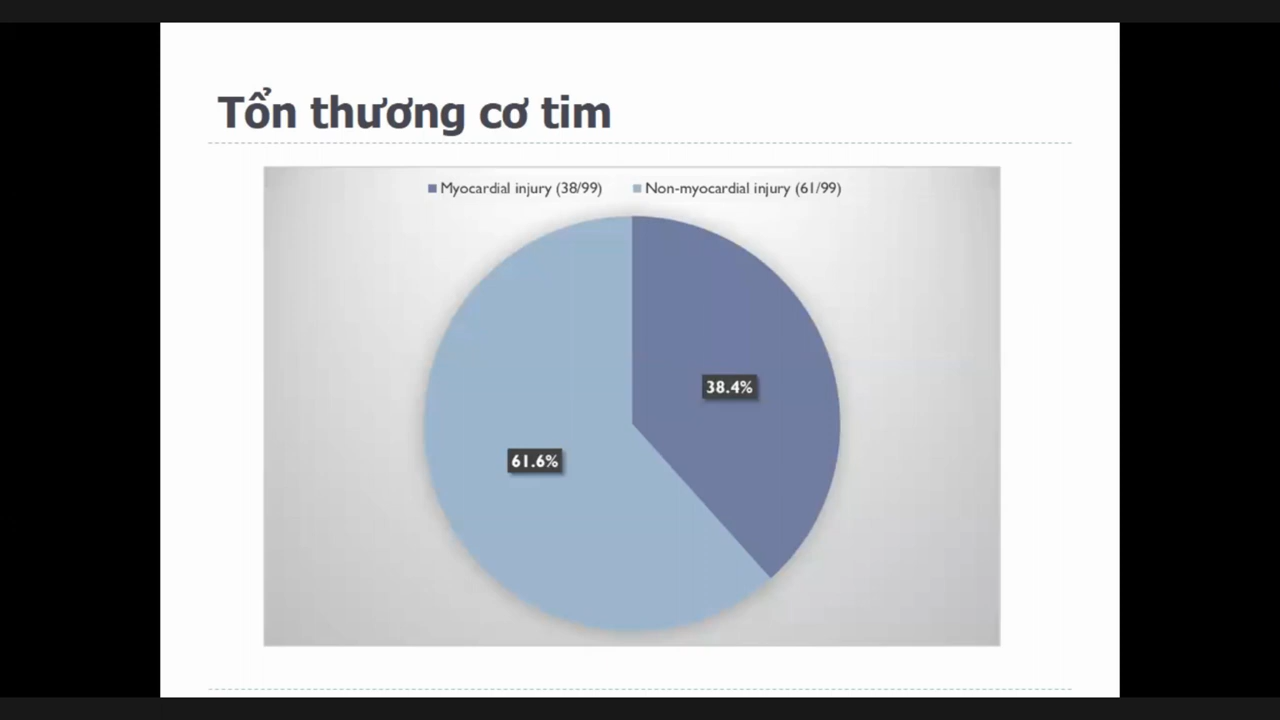 Tổn thương cơ tim
Myocardial injury (38/99) Non-myocardial injury (61/99)
38.4%
61.6%